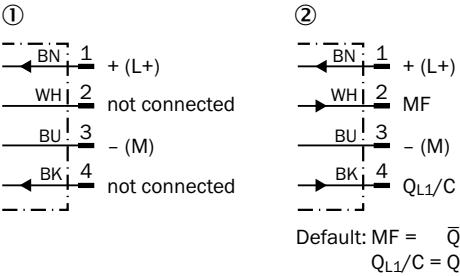 ①
BN 1 + (L+)
WH 2 not connected
BU 3 – (M)
BK 4 not connected
②
BN 1 + (L+)
WH 2 MF
BU 3 – (M)
BK 4 QL1/C
Default: MF = Q̅
QL1/C = Q